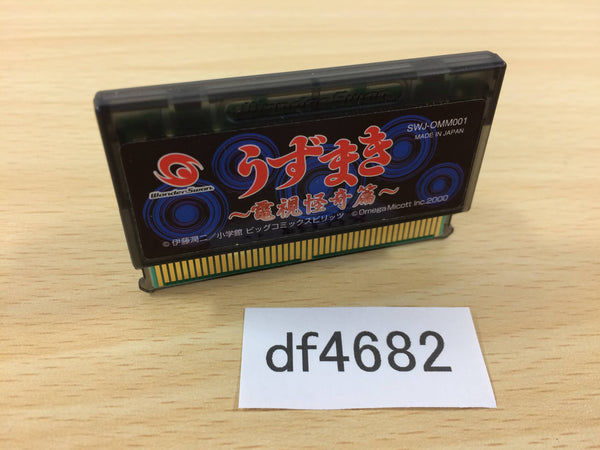 WonderSwan
SWJ-OMM001
MADE IN JAPAN
うずまき
WonderSwan
～電視怪奇篇～
© 伊藤潤二／小学館 ビッグコミックスピリッツ
© Omega Micott Inc.2000
df4682